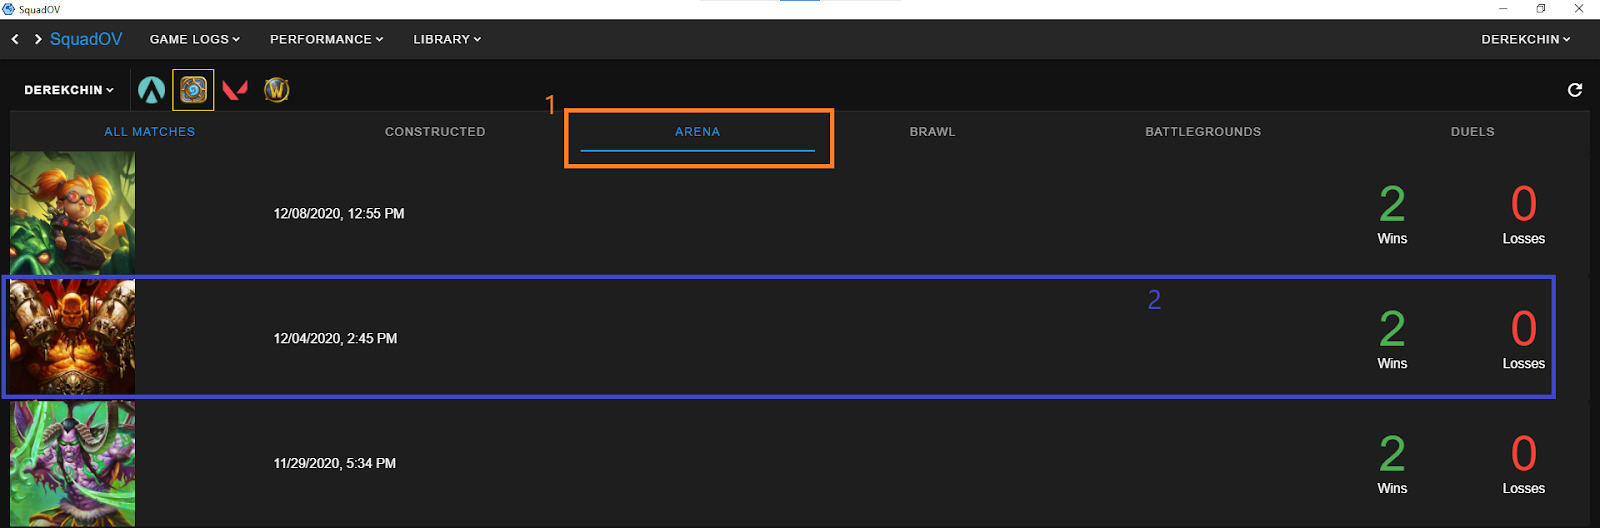 SquadOV
SquadOV GAME LOGS PERFORMANCE LIBRARY DEREKCHIN
DEREKCHIN
1
ALL MATCHES CONSTRUCTED ARENA BRAWL BATTLEGROUNDS DUELS
12/08/2020, 12:55 PM 2 0
Wins Losses
2
12/04/2020, 2:45 PM 2 0
Wins Losses
11/29/2020, 5:34 PM 2 0
Wins Losses